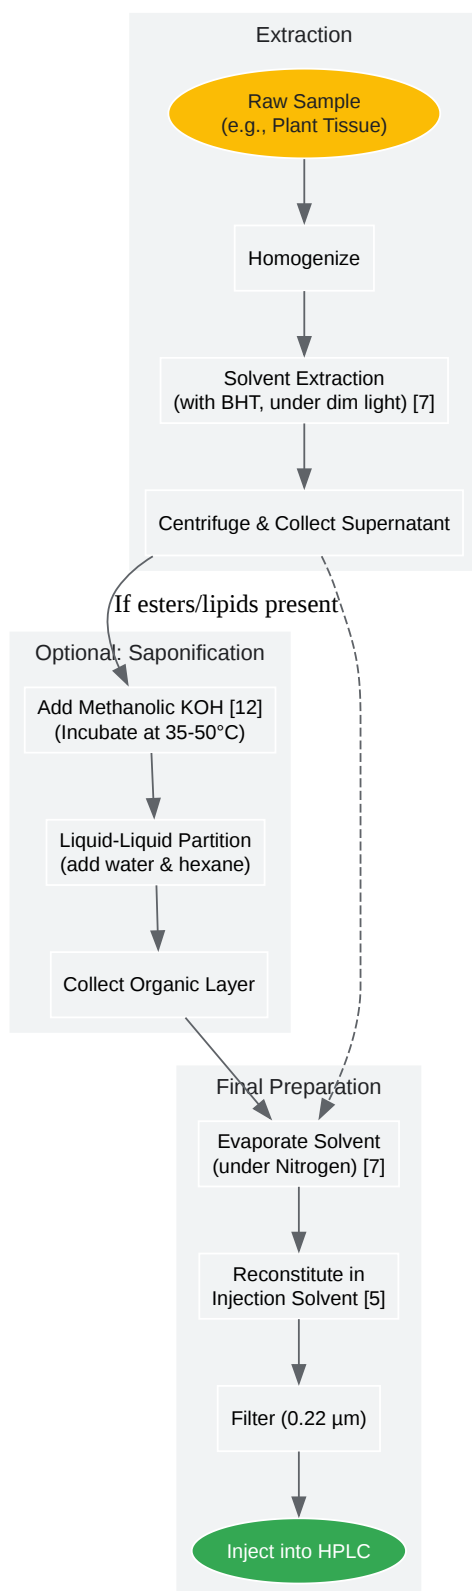 Extraction
Raw Sample
(e.g., Plant Tissue)
Homogenize
Solvent Extraction
(with BHT, under dim light) [7]
Centrifuge & Collect Supernatant
If esters/lipids present
Optional: Saponification
Add Methanolic KOH [12]
(Incubate at 35-50°C)
Liquid-Liquid Partition
(add water & hexane)
Collect Organic Layer
Final Preparation
Evaporate Solvent
(under Nitrogen) [7]
Reconstitute in
Injection Solvent [5]
Filter (0.22 µm)
Inject into HPLC